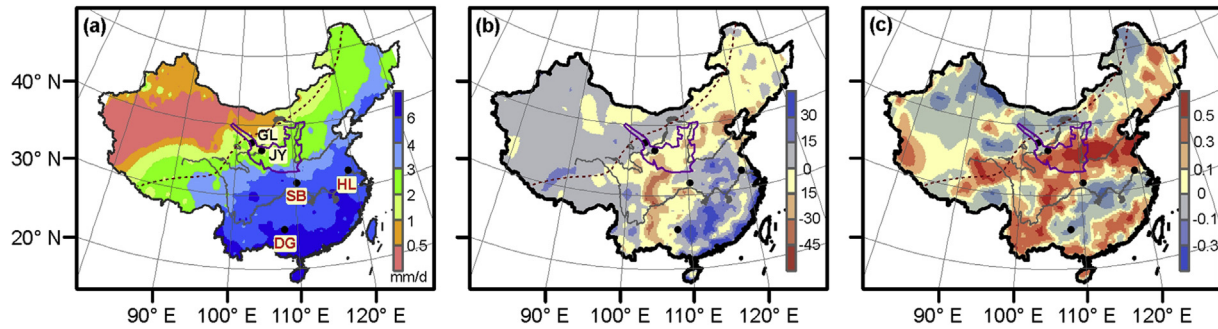 (a)
(b)
(c)
40° N
30° N
20° N
GL
JY
SB
HL
DG
6
4
3
2
1
0.5
mm/d
30
15
0
-15
-30
-45
0.5
0.3
0.1
-0.1
-0.3
90° E
100° E
110° E
120° E
90° E
100° E
110° E
120° E
90° E
100° E
110° E
120° E